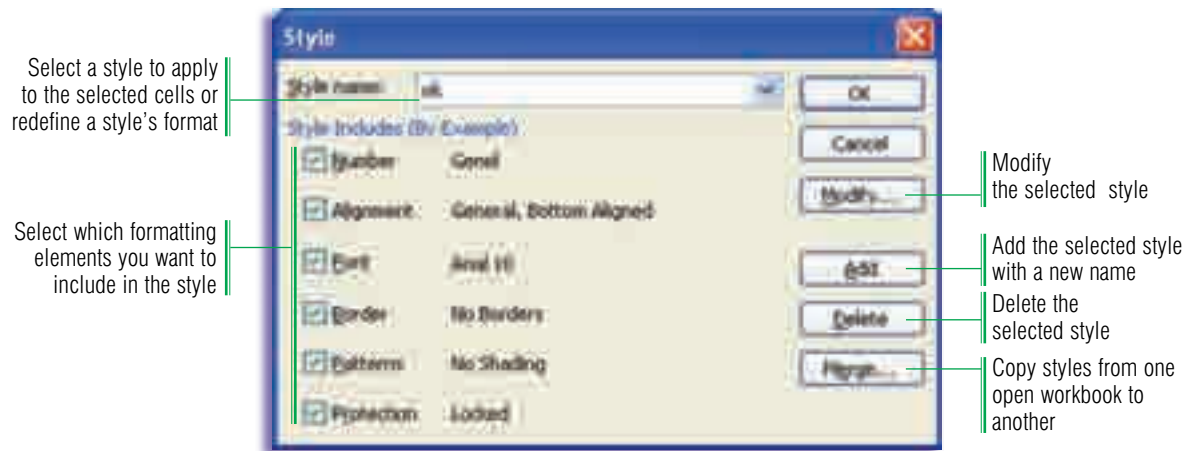 Style
Select a style to apply
to the selected cells or
redefine a style's format
Style name:
OK
Style Includes (By Example)
Cancel
Number
Modify
the selected style
Modify...
Alignment
General, Bottom Aligned
Select which formatting
elements you want to
include in the style
Font
Arial 10
Add
Add the selected style
with a new name
Border
No Borders
Delete
Delete the
selected style
Patterns
No Shading
Merge...
Copy styles from one
open workbook to
another
Protection
Locked